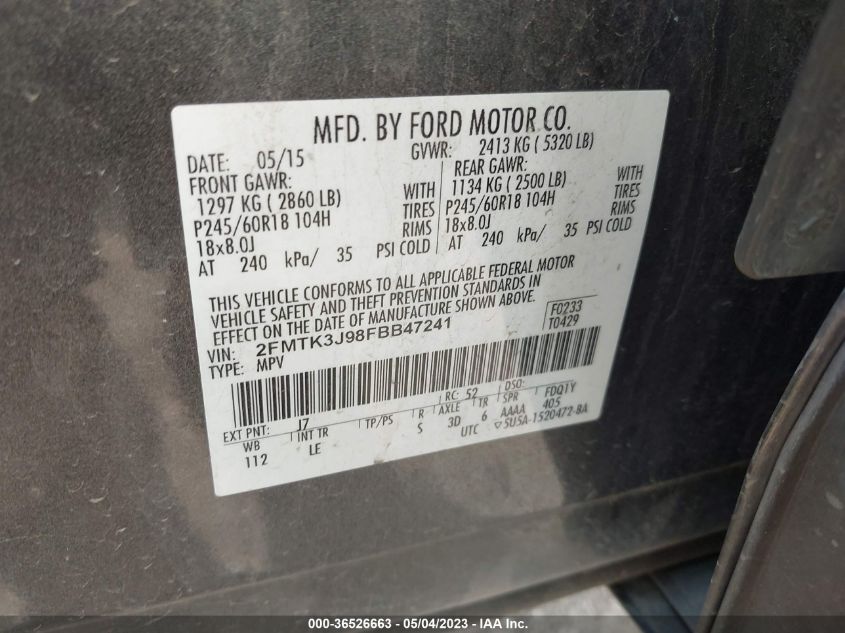 MFD. BY FORD MOTOR CO.
DATE: 05/15 GVWR: 2413 KG ( 5320 LB)
FRONT GAWR: REAR GAWR:
1297 KG ( 2860 LB) WITH 1134 KG ( 2500 LB) WITH
P245/60R18 104H TIRES P245/60R18 104H TIRES
18x8.0J RIMS 18x8.0J RIMS
AT 240 kPa/ 35 PSI COLD AT 240 kPa/ 35 PSI COLD
THIS VEHICLE CONFORMS TO ALL APPLICABLE FEDERAL MOTOR
VEHICLE SAFETY AND THEFT PREVENTION STANDARDS IN
EFFECT ON THE DATE OF MANUFACTURE SHOWN ABOVE.
F0233
T0429
VIN: 2FMTK3J98FBB47241
TYPE: MPV
EXT PNT: J7 RC: 52 DSO: FDQ1Y
WB INT TR TP/PS R AXLE TR SPR 405
112 LE S 3D 6 AAAA
UTC ▽5U5A-1520472-BA
000-36526663 - 05/04/2023 - IAA Inc.